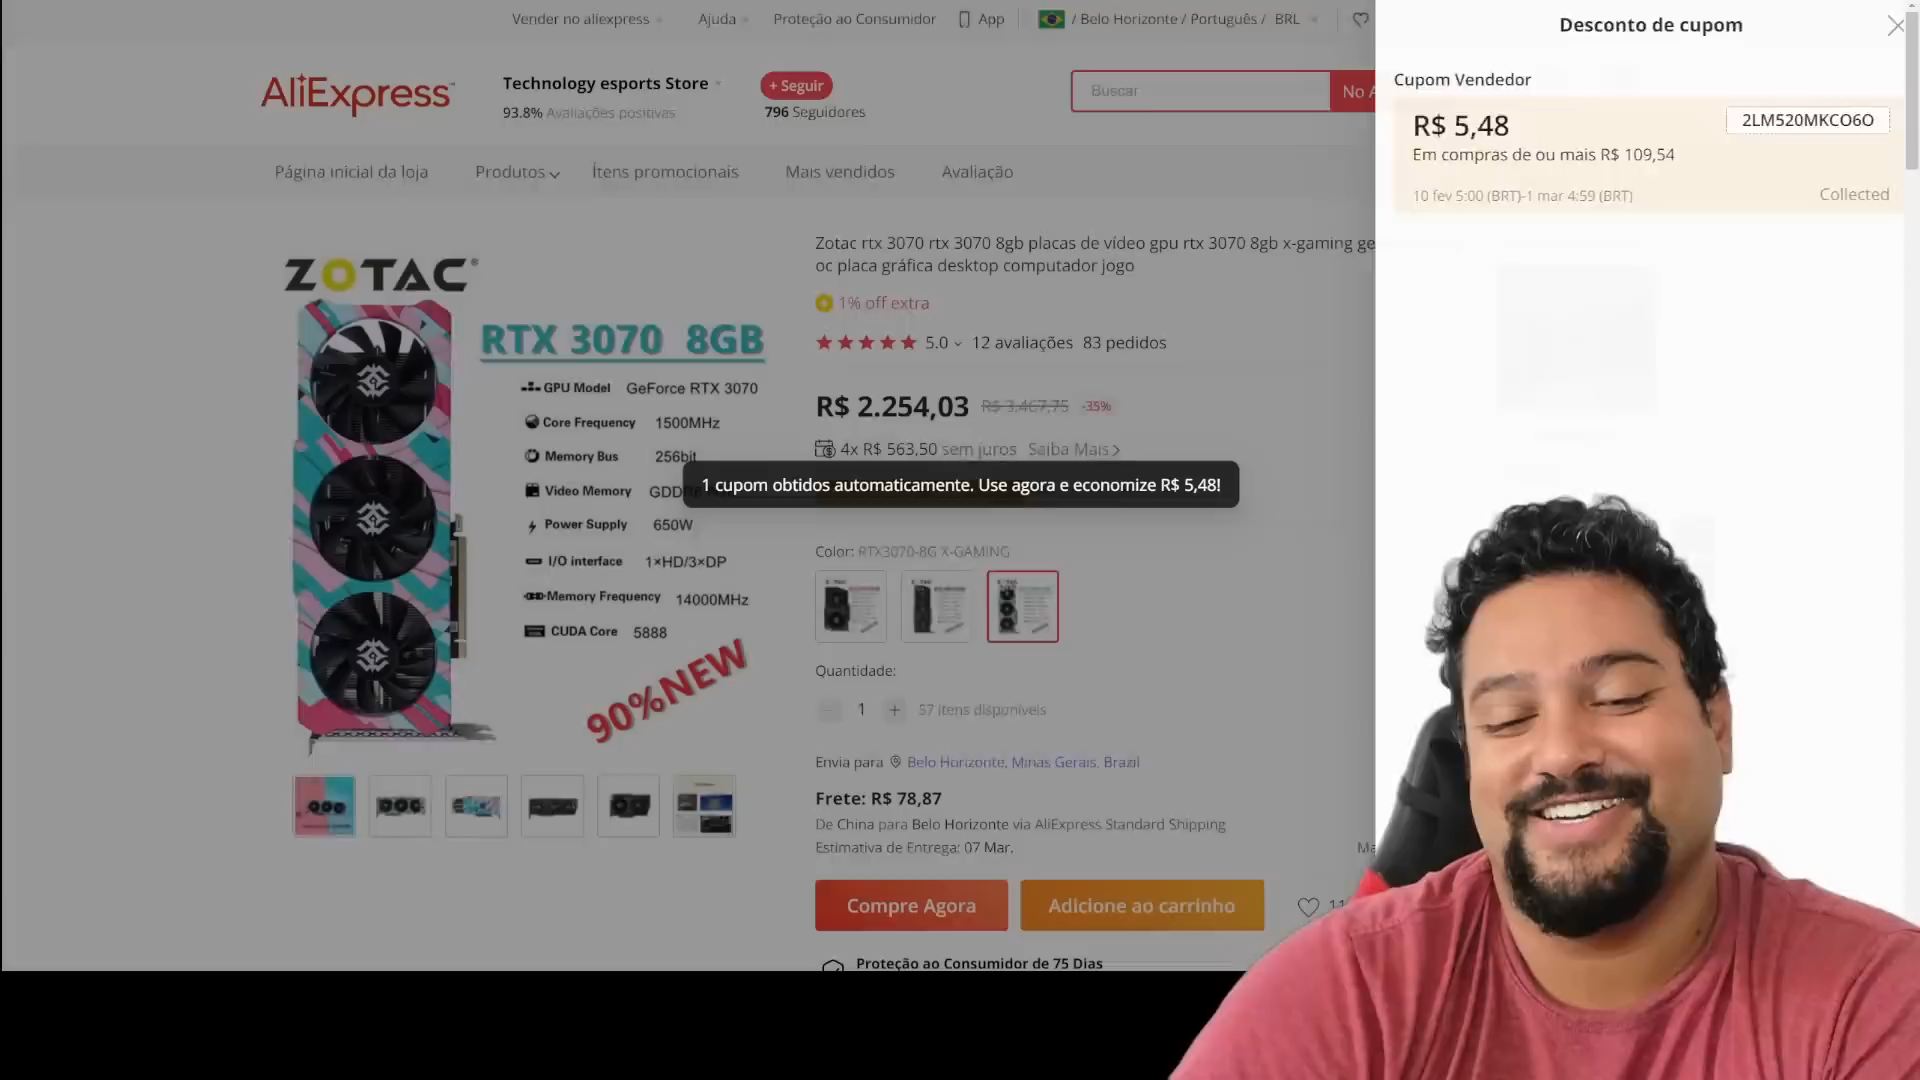 Vender no aliexpress
Ajuda
Proteção ao Consumidor
App
/ Belo Horizonte / Português / BRL
AliExpress
Technology esports Store
93.8% Avaliações positivas
+ Seguir
796 Seguidores
Buscar
No A
Página inicial da loja
Produtos
Ítens promocionais
Mais vendidos
Avaliação
ZOTAC®
RTX 3070 8GB
GPU Model GeForce RTX 3070
Core Frequency 1500MHz
Memory Bus 256bit
Video Memory GDD
Power Supply 650W
I/O interface 1×HD/3×DP
Memory Frequency 14000MHz
CUDA Core 5888
90%NEW
Zotac rtx 3070 rtx 3070 8gb placas de vídeo gpu rtx 3070 8gb x-gaming ge
oc placa gráfica desktop computador jogo
1% off extra
5.0 12 avaliações 83 pedidos
R$ 2.254,03 R$ 3.467,75 -35%
4x R$ 563,50 sem juros Saiba Mais
1 cupom obtidos automaticamente. Use agora e economize R$ 5,48!
Color: RTX3070-8G X-GAMING
Quantidade:
1
57 itens disponíveis
Envia para Belo Horizonte, Minas Gerais, Brazil
Frete: R$ 78,87
De China para Belo Horizonte via AliExpress Standard Shipping
Estimativa de Entrega: 07 Mar.
Ma
Compre Agora
Adicione ao carrinho
Proteção ao Consumidor de 75 Dias
Desconto de cupom
Cupom Vendedor
R$ 5,48
2LM520MKCO6O
Em compras de ou mais R$ 109,54
10 fev 5:00 (BRT)-1 mar 4:59 (BRT)
Collected